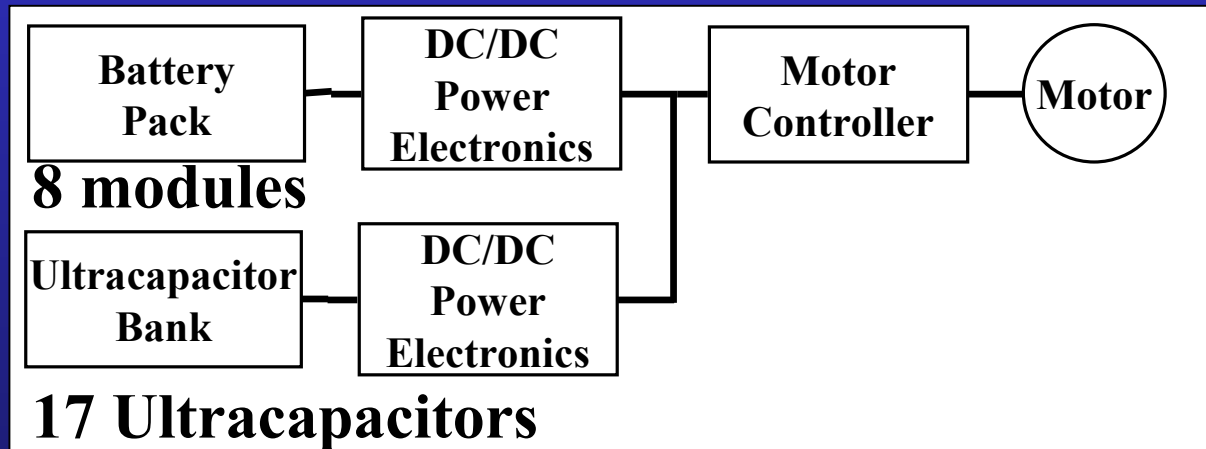 Battery
Pack
DC/DC
Power
Electronics
Motor
Controller
Motor
8 modules
Ultracapacitor
Bank
DC/DC
Power
Electronics
17 Ultracapacitors